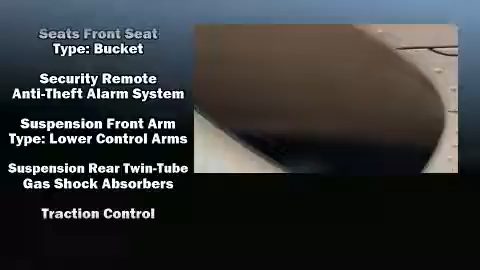 Seats Front Seat
Type: Bucket
Security Remote
Anti-Theft Alarm System
Suspension Front Arm
Type: Lower Control Arms
Suspension Rear Twin-Tube
Gas Shock Absorbers
Traction Control